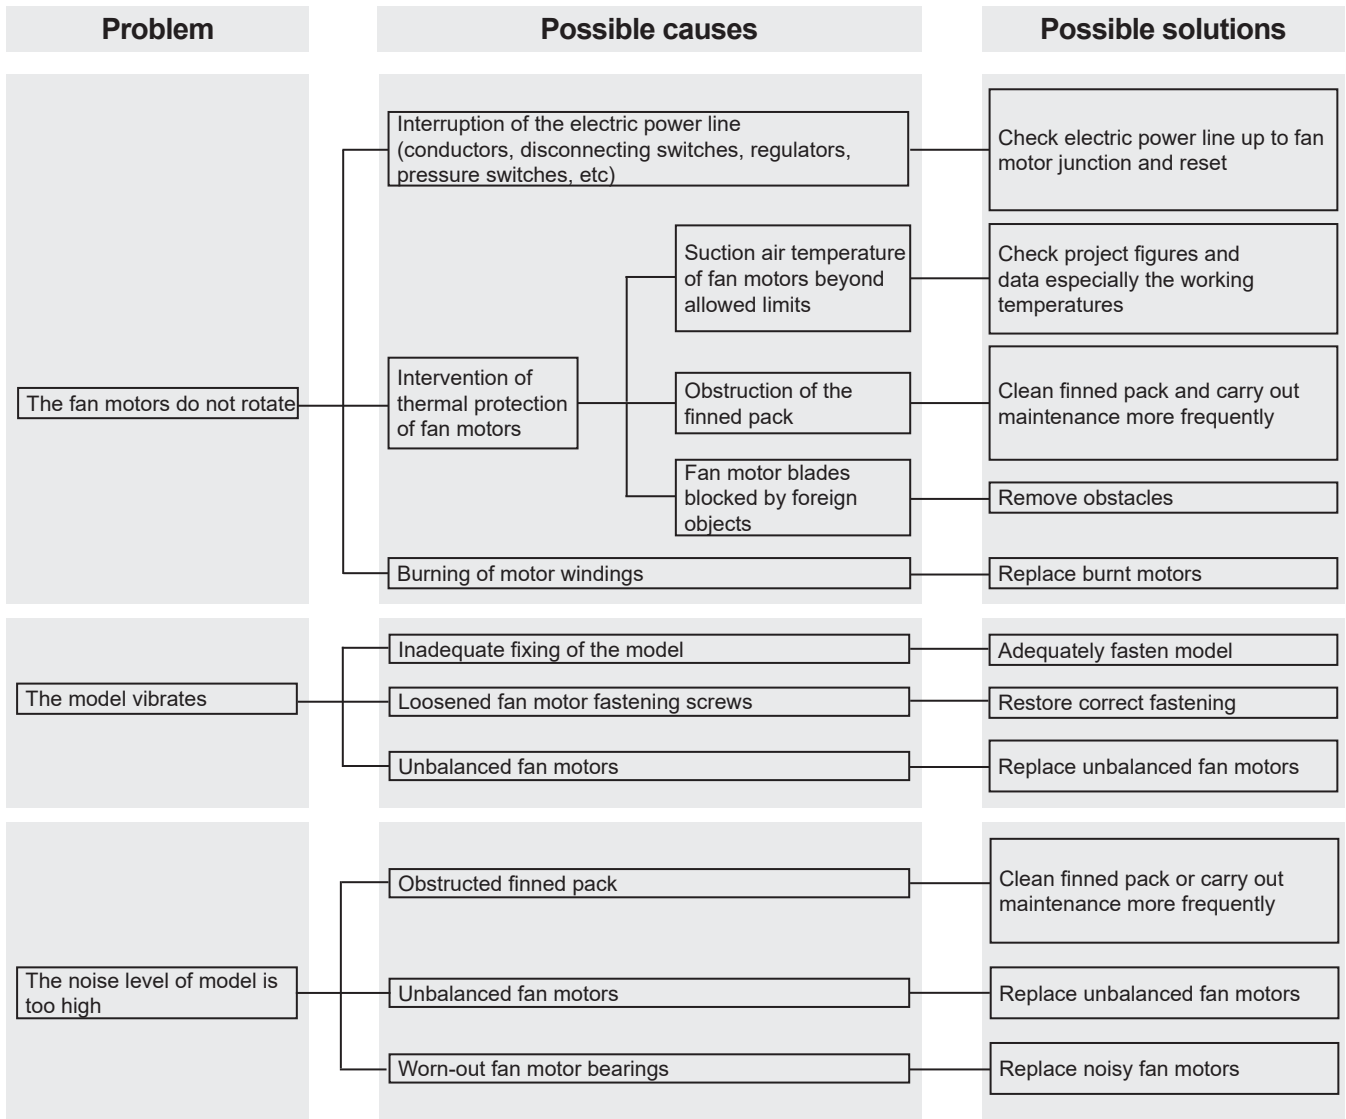 Problem
Possible causes
Possible solutions
The fan motors do not rotate
Interruption of the electric power line
(conductors, disconnecting switches, regulators,
pressure switches, etc)
Check electric power line up to fan
motor junction and reset
Intervention of
thermal protection
of fan motors
Suction air temperature
of fan motors beyond
allowed limits
Check project figures and
data especially the working
temperatures
Obstruction of the
finned pack
Clean finned pack and carry out
maintenance more frequently
Fan motor blades
blocked by foreign
objects
Remove obstacles
Burning of motor windings
Replace burnt motors
The model vibrates
Inadequate fixing of the model
Adequately fasten model
Loosened fan motor fastening screws
Restore correct fastening
Unbalanced fan motors
Replace unbalanced fan motors
The noise level of model is
too high
Obstructed finned pack
Clean finned pack or carry out
maintenance more frequently
Unbalanced fan motors
Replace unbalanced fan motors
Worn-out fan motor bearings
Replace noisy fan motors